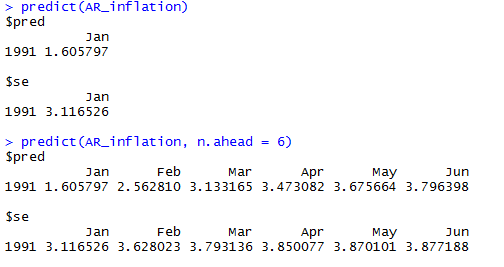 > predict(AR_inflation)
$pred
Jan
1991 1.605797
$se
Jan
1991 3.116526
> predict(AR_inflation, n.ahead = 6)
$pred
Jan Feb Mar Apr May Jun
1991 1.605797 2.562810 3.133165 3.473082 3.675664 3.796398
$se
Jan Feb Mar Apr May Jun
1991 3.116526 3.628023 3.793136 3.850077 3.870101 3.877188